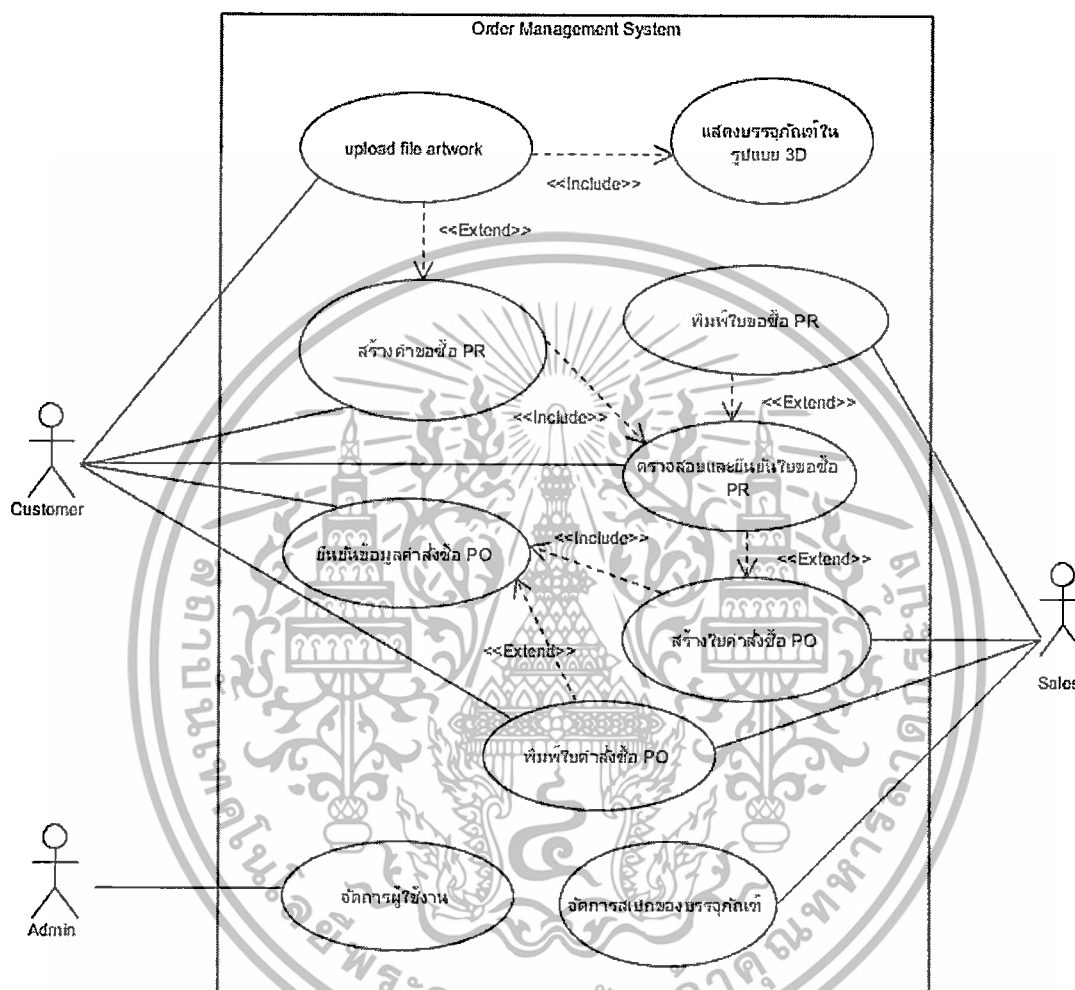 Order Management System
upload file artwork
แสดงบรรจุภัณฑ์ใน
รูปแบบ 3D
<<Include>>
<<Extend>>
พิมพ์ใบขอซื้อ PR
สร้างคำขอซื้อ PR
<<Extend>>
<<Include>>
ตรวจสอบและยืนยันใบขอซื้อ
PR
Customer
<<Include>>
ยืนยันข้อมูลคำสั่งซื้อ PO
<<Extend>>
สร้างใบคำสั่งซื้อ PO
<<Extend>>
Sales
พิมพ์ใบคำสั่งซื้อ PO
จัดการผู้ใช้งาน
จัดการสเปกของบรรจุภัณฑ์
Admin